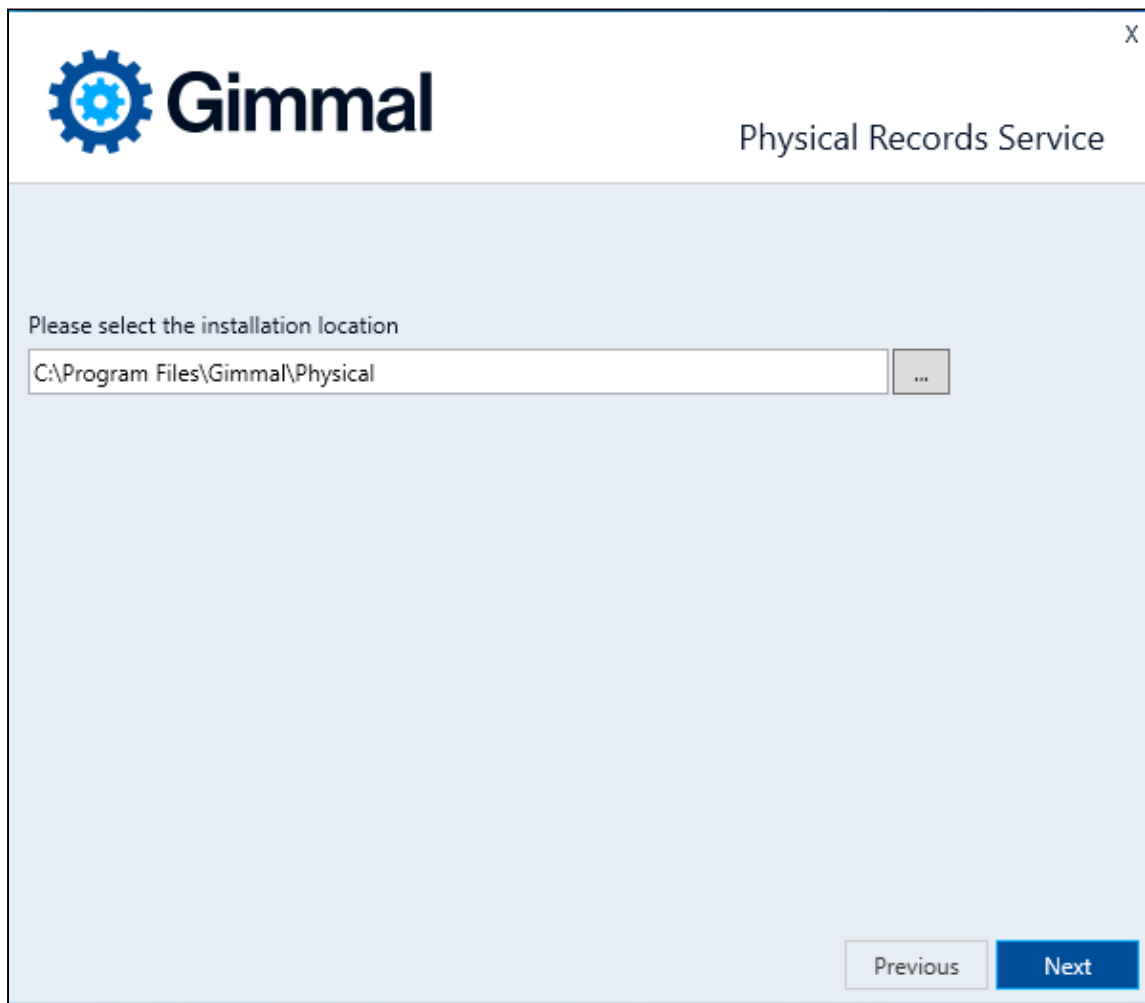 X
Gimmal
Physical Records Service
Please select the installation location
C:\Program Files\Gimmal\Physical
...
Previous
Next